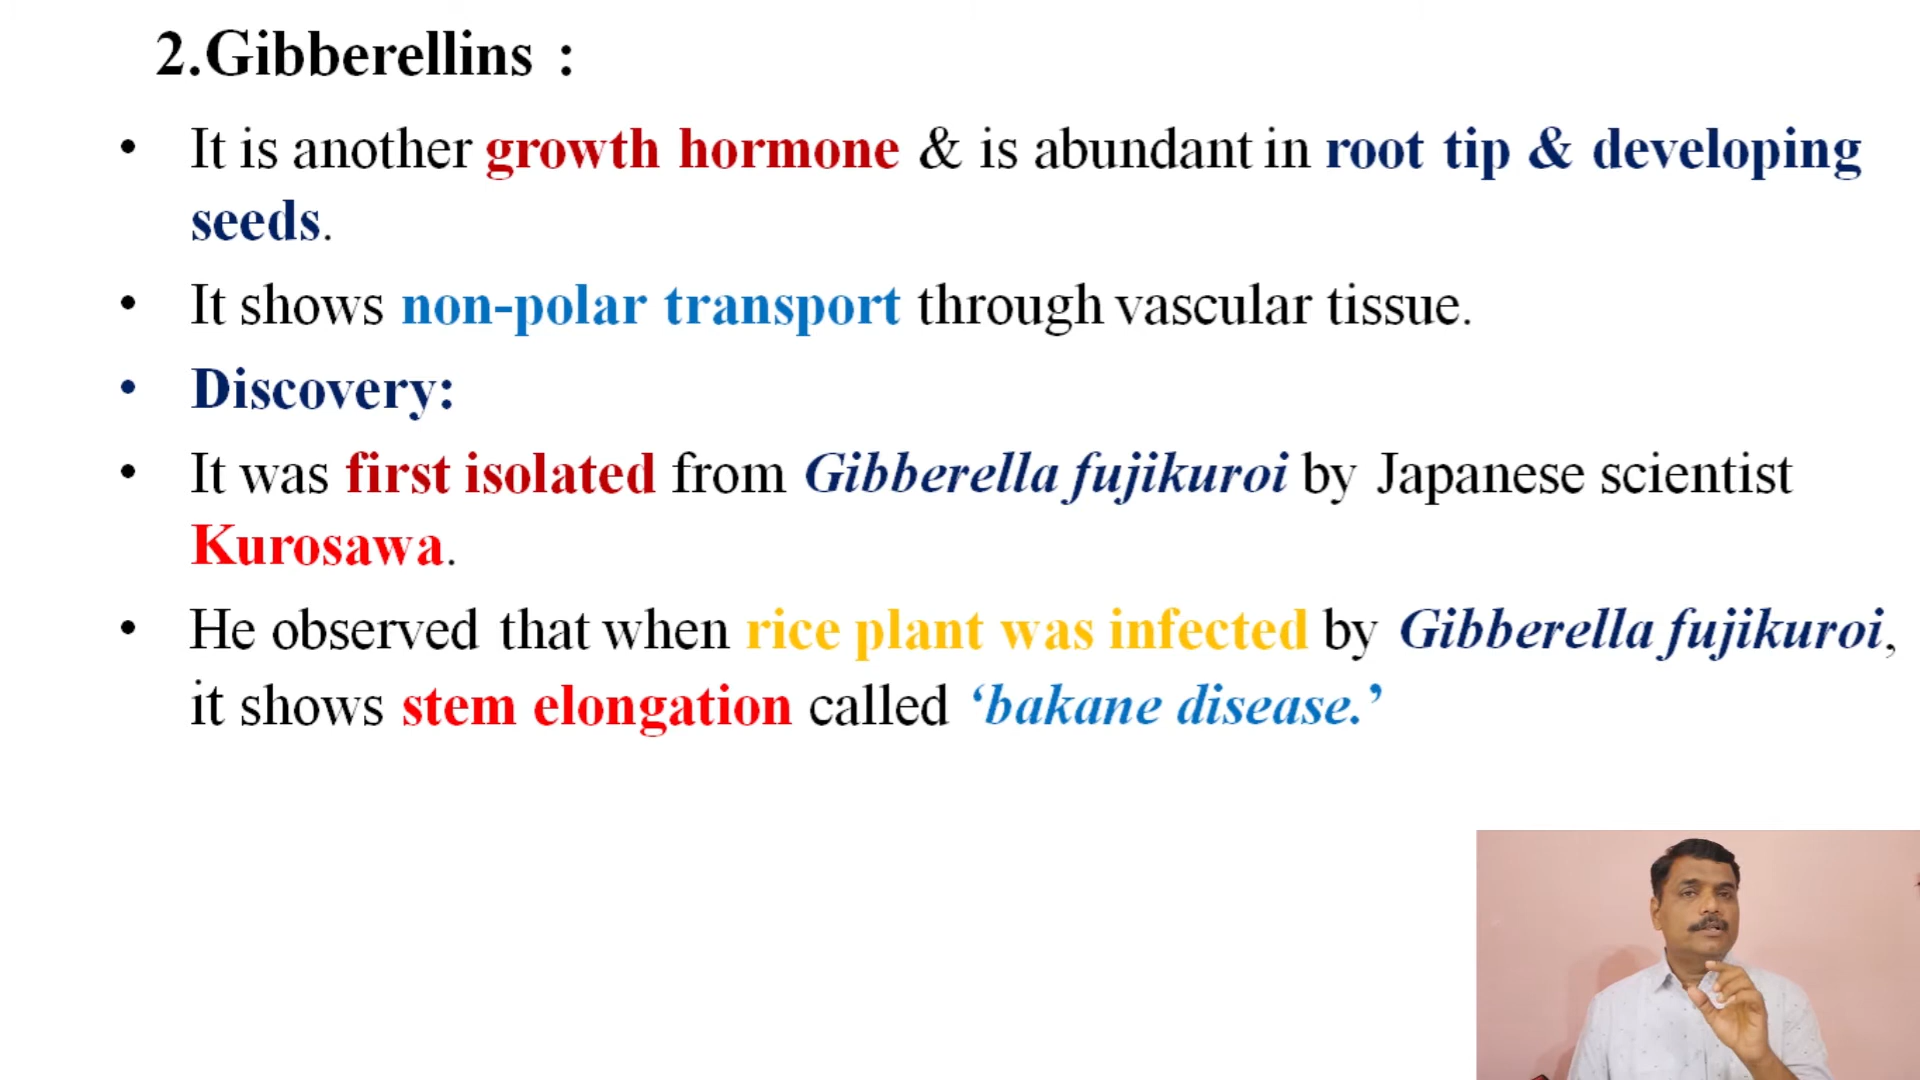 2.Gibberellins :
• It is another growth hormone & is abundant in root tip & developing
seeds.
• It shows non-polar transport through vascular tissue.
• Discovery:
• It was first isolated from Gibberella fujikuroi by Japanese scientist
Kurosawa.
• He observed that when rice plant was infected by Gibberella fujikuroi,
it shows stem elongation called ‘bakane disease.’